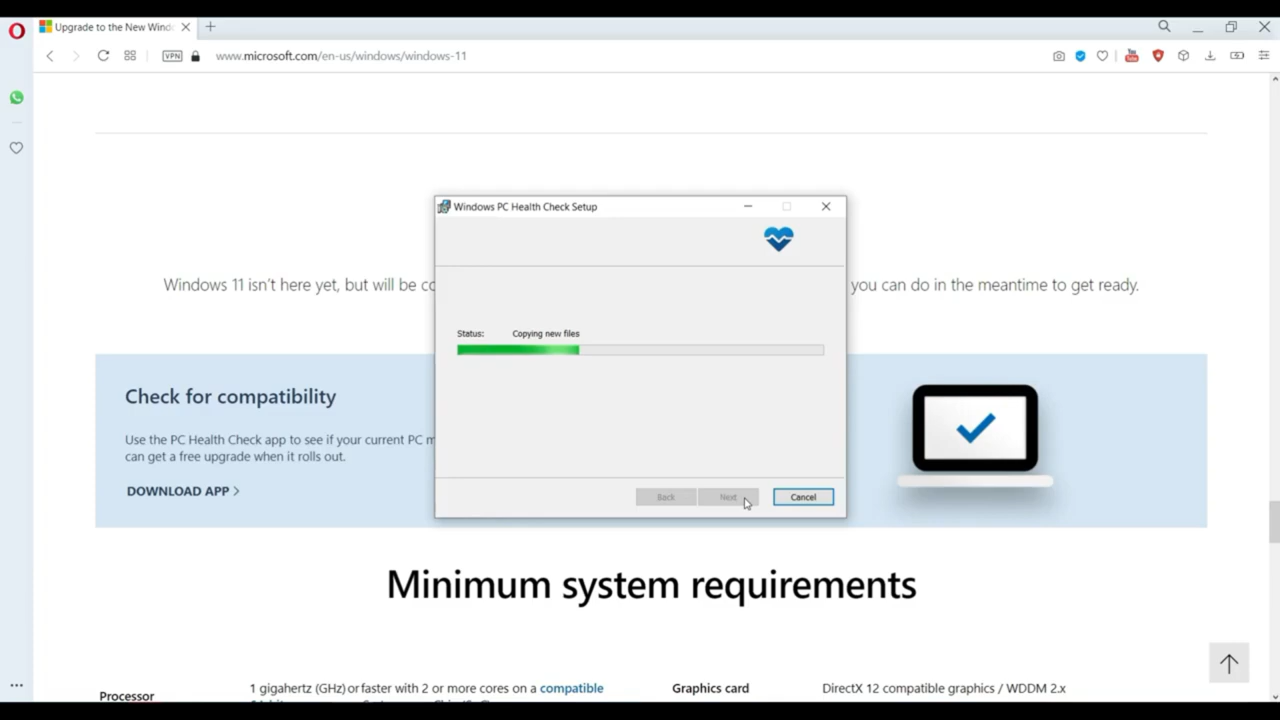 Upgrade to the New Wind
VPN
www.microsoft.com/en-us/windows/windows-11
Windows PC Health Check Setup
Windows 11 isn't here yet, but will be co
you can do in the meantime to get ready.
Status: Copying new files
Check for compatibility
Use the PC Health Check app to see if your current PC m
can get a free upgrade when it rolls out.
DOWNLOAD APP >
Back Next Cancel
Minimum system requirements
Processor
1 gigahertz (GHz) or faster with 2 or more cores on a compatible
Graphics card
DirectX 12 compatible graphics / WDDM 2.x